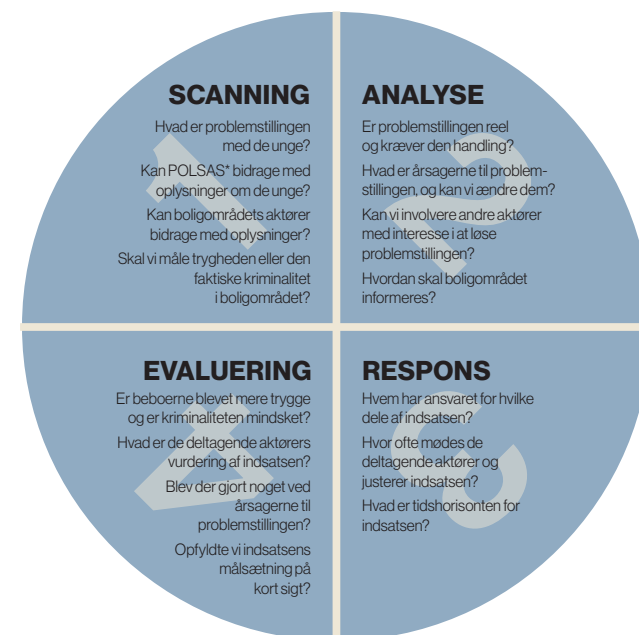 1
SCANNING
Hvad er problemstillingen
med de unge?
Kan POLSAS* bidrage med
oplysninger om de unge?
Kan boligområdets aktører
bidrage med oplysninger?
Skal vi måle trygheden eller den
faktiske kriminalitet
i boligområdet?
2
ANALYSE
Er problemstillingen reel
og kræver den handling?
Hvad er årsagerne til problem-
stillingen, og kan vi ændre dem?
Kan vi involvere andre aktører
med interesse i at løse
problemstillingen?
Hvordan skal boligområdet
informeres?
3
RESPONS
Hvem har ansvaret for hvilke
dele af indsatsen?
Hvor ofte mødes de
deltagende aktører og
justerer indsatsen?
Hvad er tidshorisonten for
indsatsen?
4
EVALUERING
Er beboerne blevet mere trygge
og er kriminaliteten mindsket?
Hvad er de deltagende aktørers
vurdering af indsatsen?
Blev der gjort noget ved
årsagerne til
problemstillingen?
Opfyldte vi indsatsens
målsætning på
kort sigt?